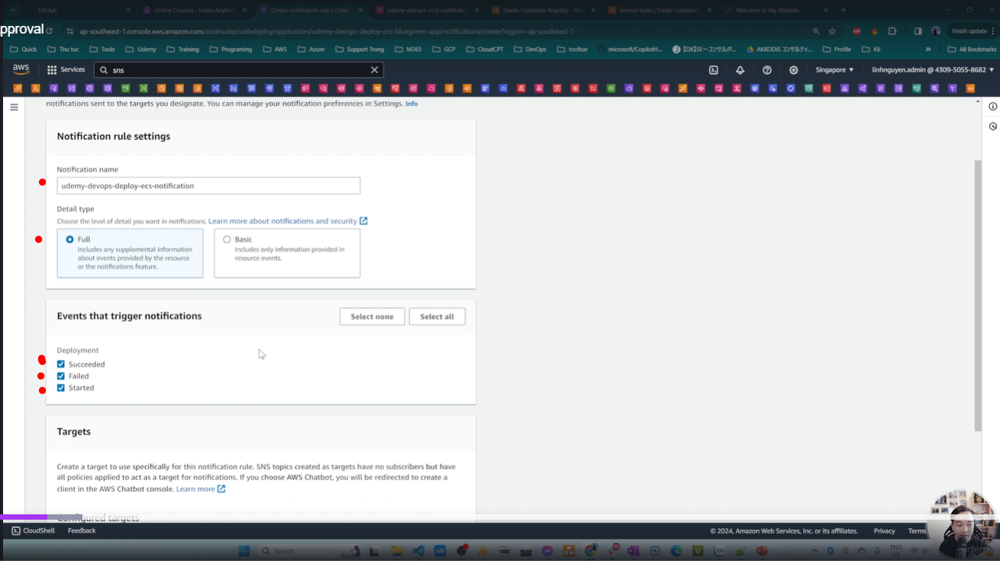 GitHub
Online Courses - Learn Anythin
Create notification rule | Codel
udemy-devops-cicd-notificatio
Elastic Container Registry - Im
Service tasks | Elastic Container
Welcome to My Website
pproval
ap-southeast-1.console.aws.amazon.com/codesuite/codedeploy/application/udemy-devops-deploy-ecs-bluegreen-app/notifications/create?region=ap-southeast-1
ABP
Finish update
Quick
Thu tuc
Tools
Udemy
Training
Programing
AWS
Azure
Support Trung
M365
GCP
CloudCPT
DevOps
toolbar
microsoft/CopilotH...
[DX]SE～コンサル/P...
AKKODiS コンサルティ...
Profile
K6
»
All Bookmarks
aws
Services
sns
Singapore
linhnguyen.admin @ 4309-5055-8682
notifications sent to the targets you designate. You can manage your notification preferences in Settings. Info
Notification rule settings
Notification name
udemy-devops-deploy-ecs-notification
Detail type
Choose the level of detail you want in notifications. Learn more about notifications and security
Full
Includes any supplemental information
about events provided by the resource
or the notifications feature.
Basic
Includes only information provided in
resource events.
Events that trigger notifications
Select none
Select all
Deployment
Succeeded
Failed
Started
Targets
Create a target to use specifically for this notification rule. SNS topics created as targets have no subscribers but have
all policies applied to act as a target for notifications. If you choose AWS Chatbot, you will be redirected to create a
client in the AWS Chatbot console. Learn more
Configured targets
CloudShell
Feedback
© 2024, Amazon Web Services, Inc. or its affiliates.
Privacy
Terms
Search
ENG
US
udemy